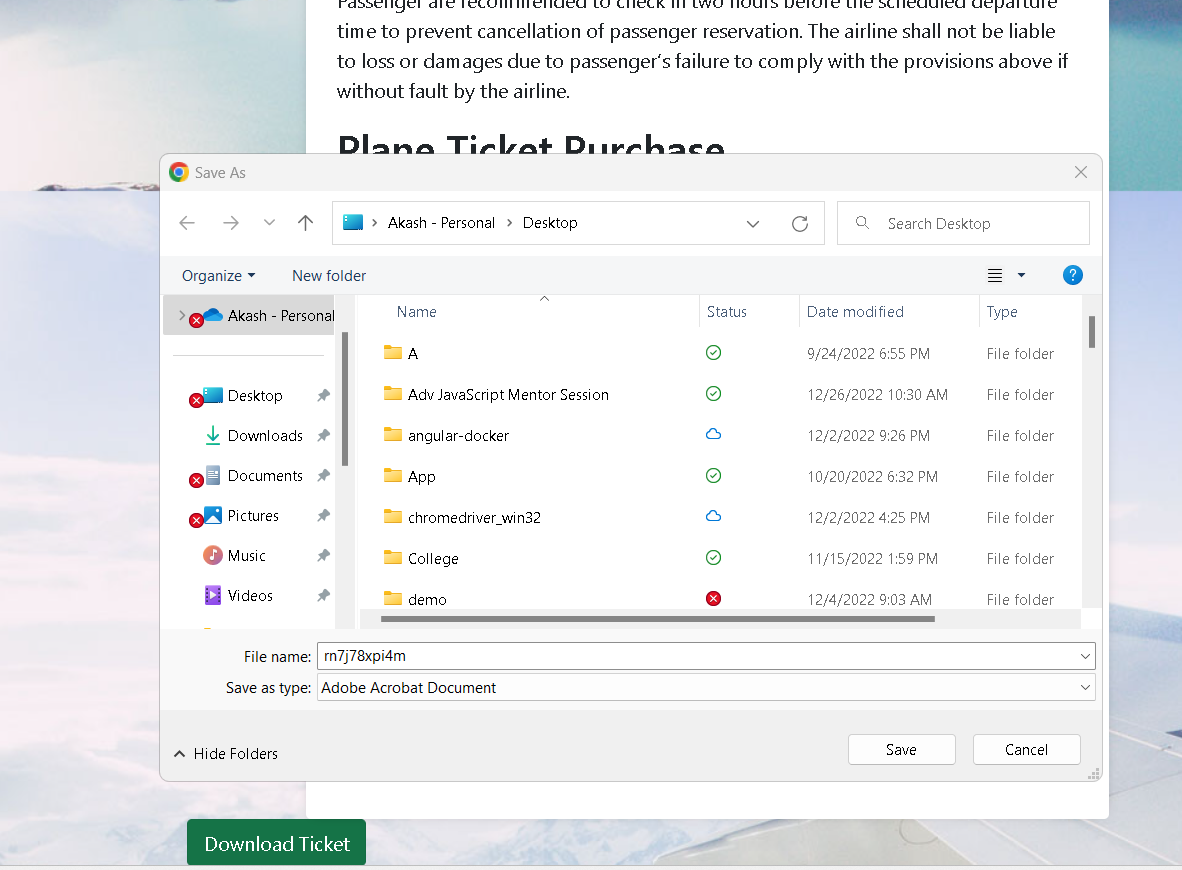 Passenger are recommended to check in two hours before the scheduled departure
time to prevent cancellation of passenger reservation. The airline shall not be liable
to loss or damages due to passenger's failure to comply with the provisions above if
without fault by the airline.
Plane Ticket Purchase
Save As
Akash - Personal > Desktop
Search Desktop
Organize
New folder
Akash - Personal
Desktop
Downloads
Documents
Pictures
Music
Videos
Name Status Date modified Type
A 9/24/2022 6:55 PM File folder
Adv JavaScript Mentor Session 12/26/2022 10:30 AM File folder
angular-docker 12/2/2022 9:26 PM File folder
App 10/20/2022 6:32 PM File folder
chromedriver_win32 12/2/2022 4:25 PM File folder
College 11/15/2022 1:59 PM File folder
demo 12/4/2022 9:03 AM File folder
File name: rn7j78xpi4m
Save as type: Adobe Acrobat Document
Hide Folders
Save
Cancel
Download Ticket